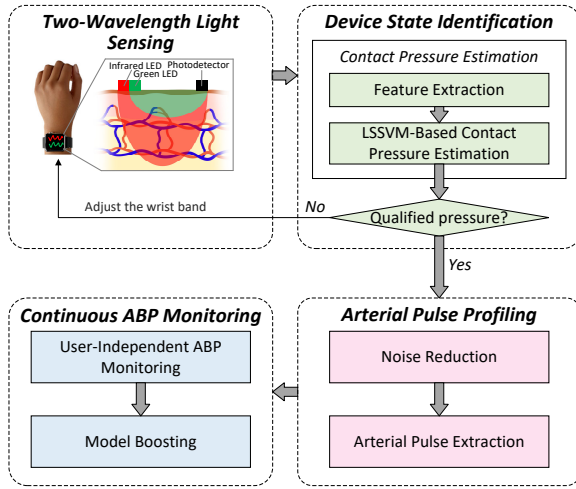 Two-Wavelength Light
Sensing
Infrared LED
Photodetector
Green LED
Adjust the wrist band
Device State Identification
Contact Pressure Estimation
Feature Extraction
LSSVM-Based Contact
Pressure Estimation
Qualified pressure?
No
Yes
Arterial Pulse Profiling
Noise Reduction
Arterial Pulse Extraction
Continuous ABP Monitoring
User-Independent ABP
Monitoring
Model Boosting